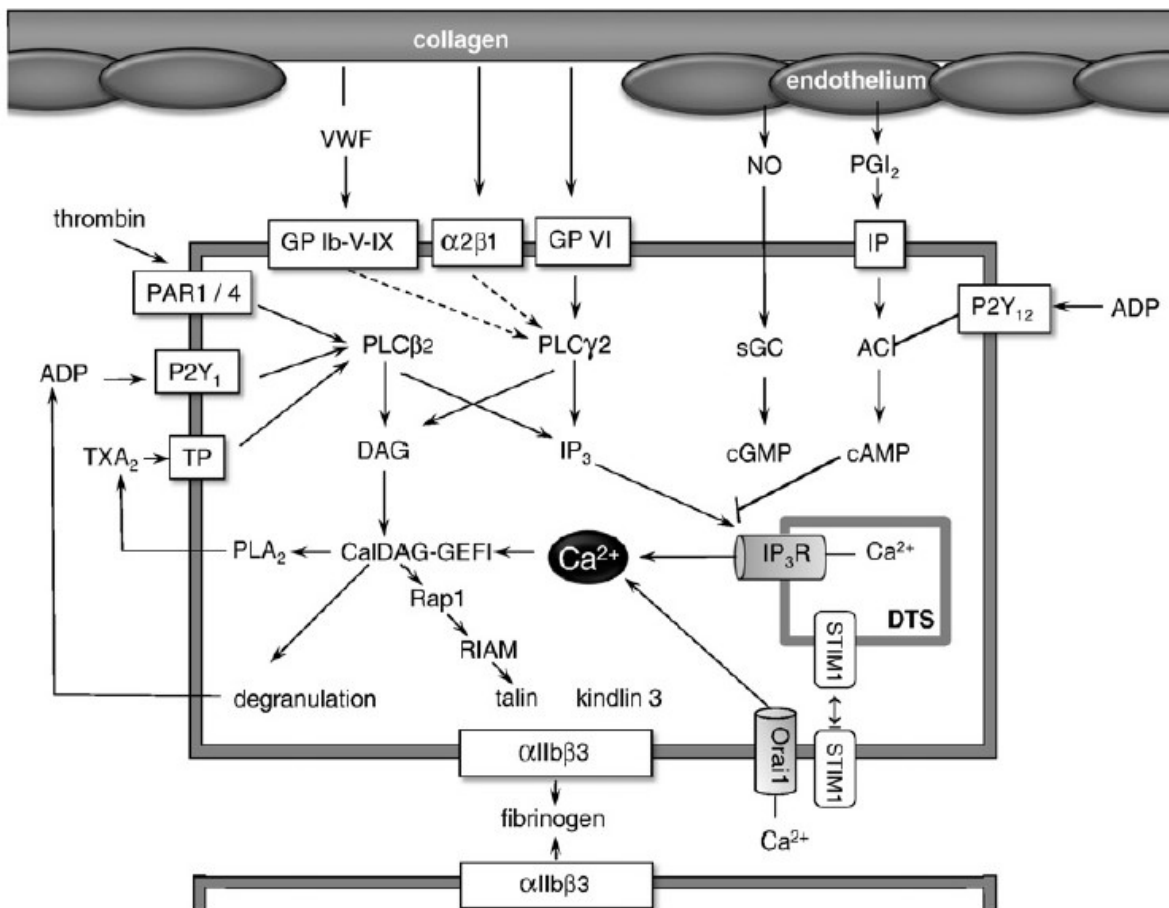 collagen
endothelium
VWF
NO
PGI₂
thrombin
GP Ib-V-IX
α2β1
GP VI
IP
PAR1 / 4
P2Y₁₂
ADP
PLCβ₂
PLCγ2
sGC
AC
ADP
P2Y₁
TXA₂
TP
DAG
IP₃
cGMP
cAMP
PLA₂
CalDAG-GEFI
Ca²⁺
IP₃R
Ca²⁺
Rap1
DTS
RIAM
STIM1
degranulation
talin
kindlin 3
αIIbβ3
Orai1
STIM1
fibrinogen
Ca²⁺
αIIbβ3